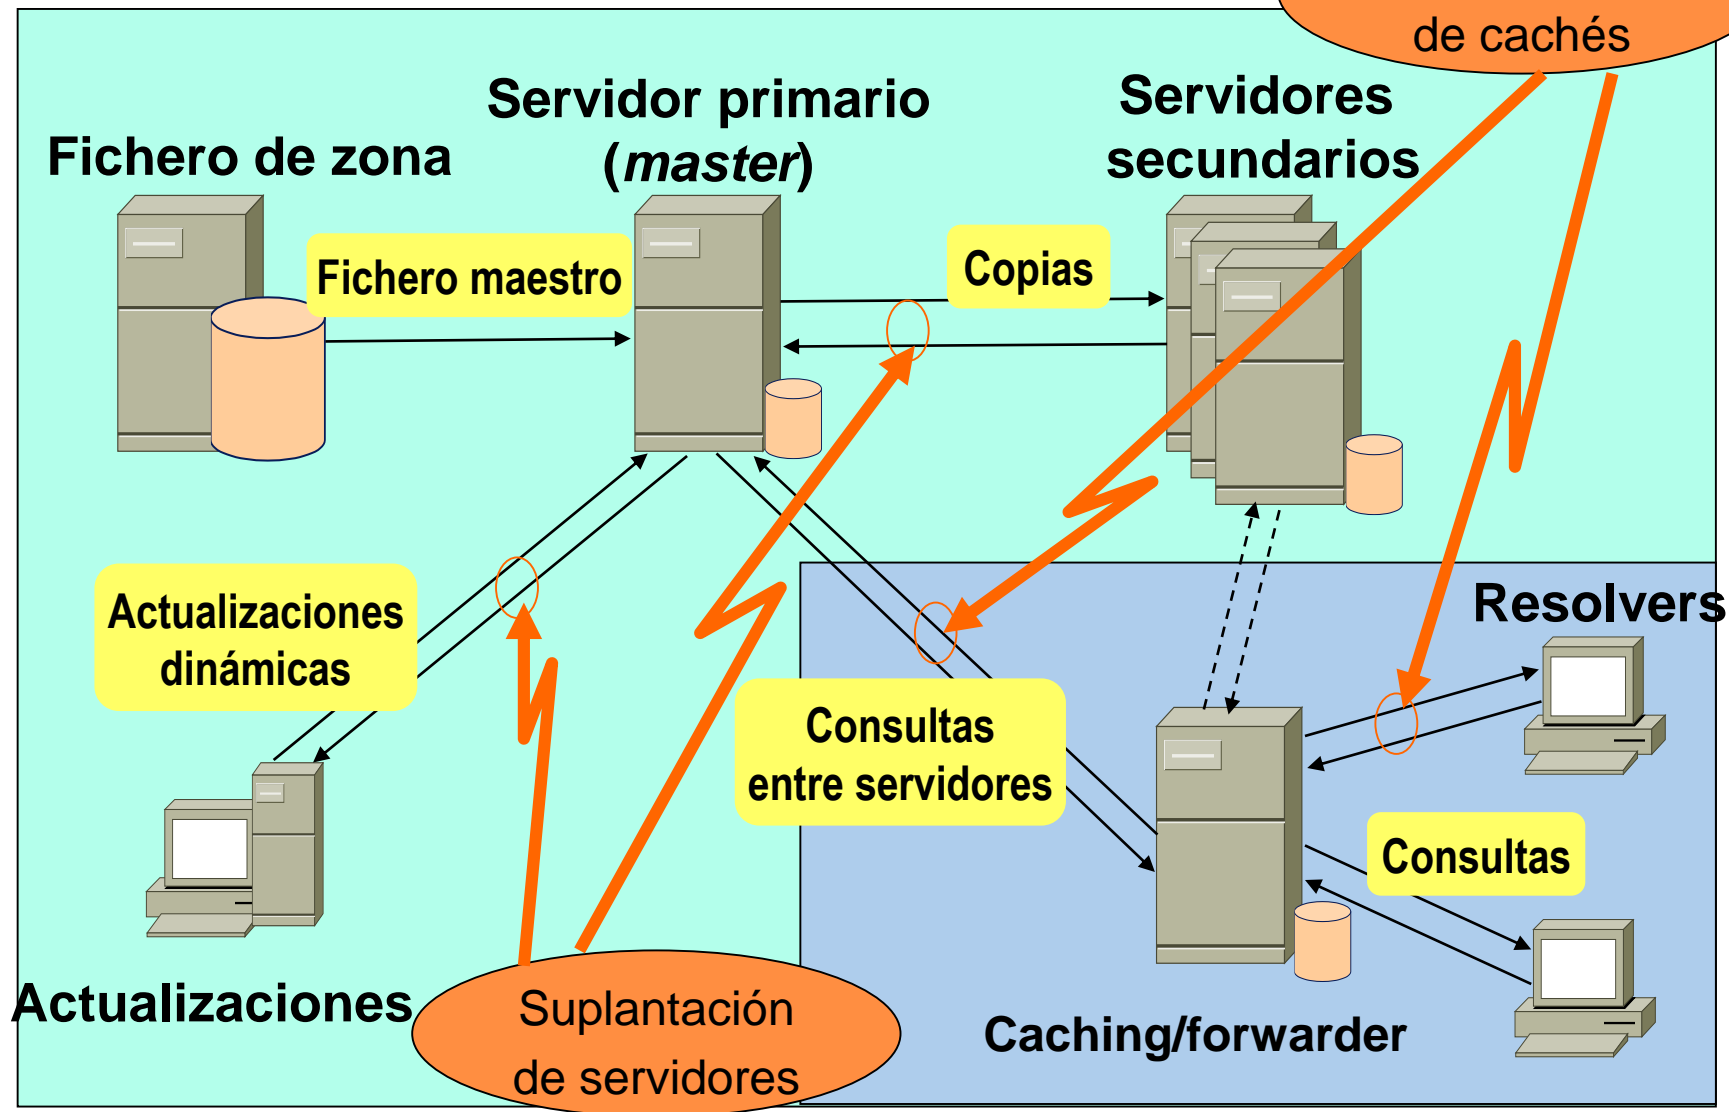 de cachés
Servidor primario
(master)
Servidores
secundarios
Fichero de zona
Fichero maestro
Copias
Actualizaciones
dinámicas
Resolvers
Consultas
entre servidores
Consultas
Actualizaciones
Suplantación
de servidores
Caching/forwarder